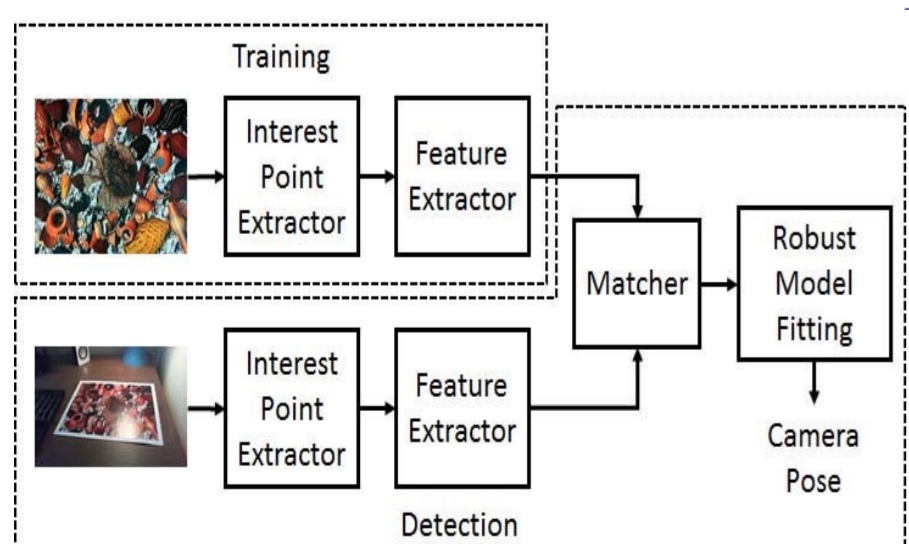 Training
Interest
Point
Extractor
Feature
Extractor
Matcher
Robust
Model
Fitting
Interest
Point
Extractor
Feature
Extractor
Camera
Pose
Detection